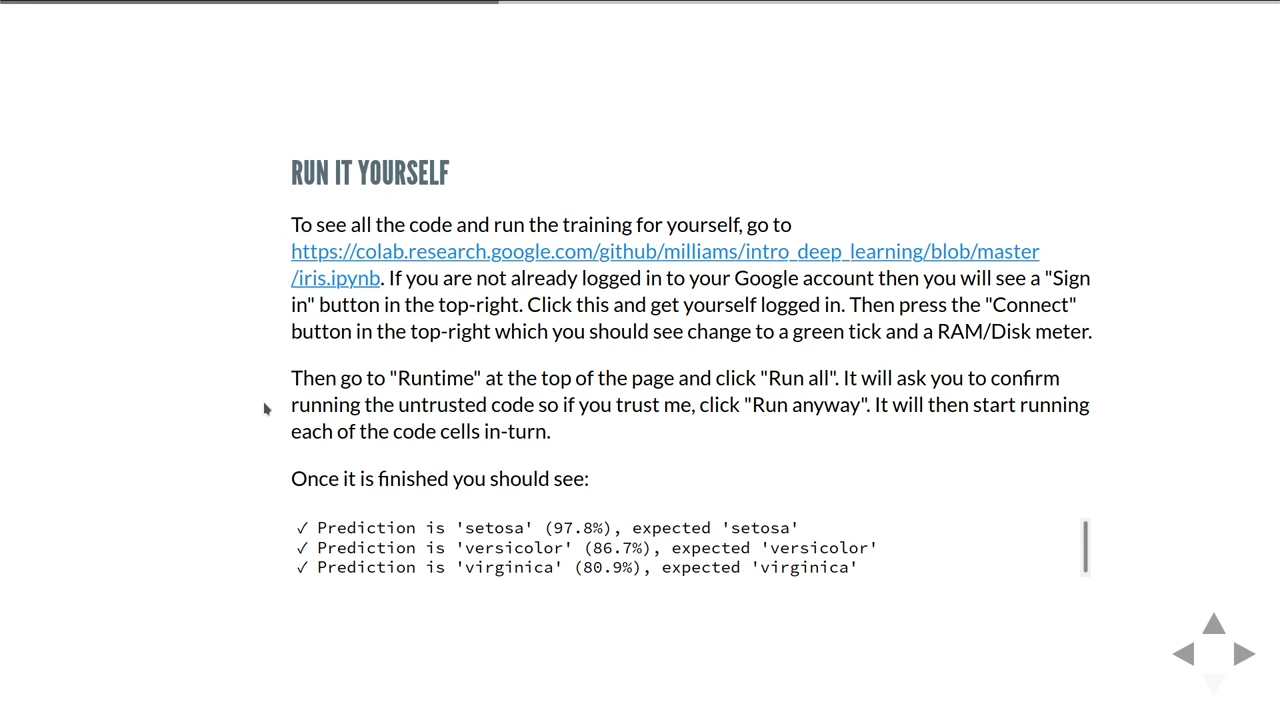 RUN IT YOURSELF
To see all the code and run the training for yourself, go to
https://colab.research.google.com/github/milliams/intro_deep_learning/blob/master
/iris.ipynb. If you are not already logged in to your Google account then you will see a "Sign
in" button in the top-right. Click this and get yourself logged in. Then press the "Connect"
button in the top-right which you should see change to a green tick and a RAM/Disk meter.
Then go to "Runtime" at the top of the page and click "Run all". It will ask you to confirm
running the untrusted code so if you trust me, click "Run anyway". It will then start running
each of the code cells in-turn.
Once it is finished you should see:
✓ Prediction is 'setosa' (97.8%), expected 'setosa'
✓ Prediction is 'versicolor' (86.7%), expected 'versicolor'
✓ Prediction is 'virginica' (80.9%), expected 'virginica'